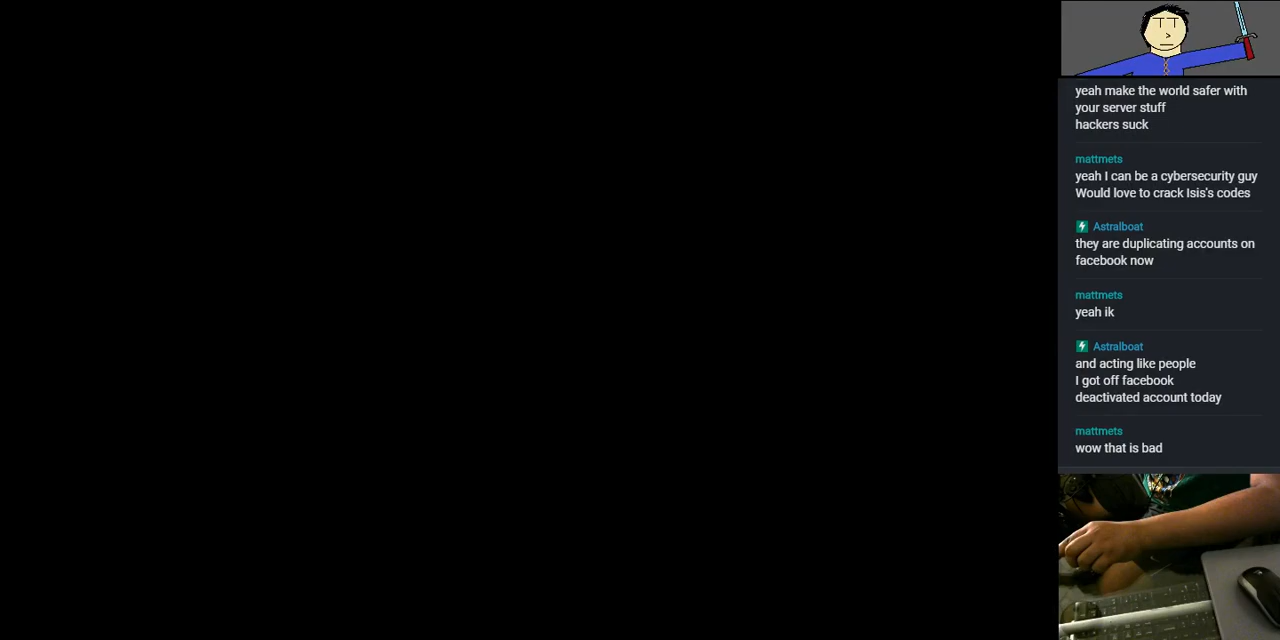 yeah make the world safer with
your server stuff
hackers suck
mattmets
yeah I can be a cybersecurity guy
Would love to crack Isis's codes
Astralboat
they are duplicating accounts on
facebook now
mattmets
yeah ik
Astralboat
and acting like people
I got off facebook
deactivated account today
mattmets
wow that is bad